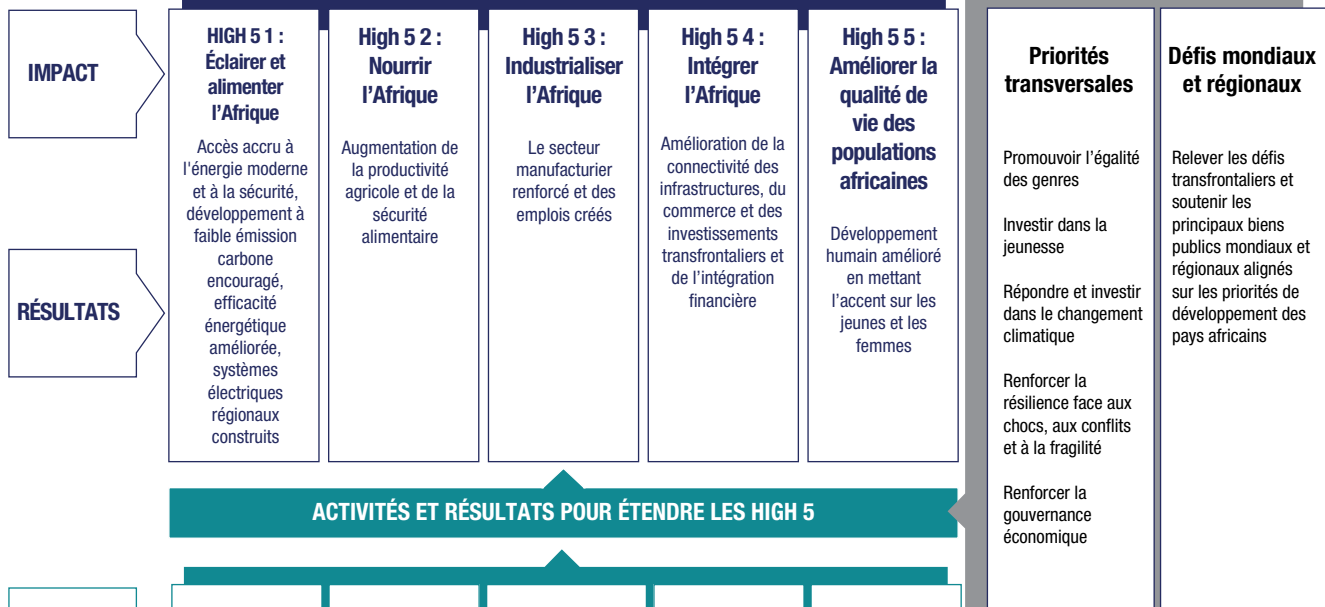 IMPACT
RÉSULTATS
HIGH 5 1 :
Éclairer et
alimenter
l'Afrique
Accès accru à
l'énergie moderne
et à la sécurité,
développement à
faible émission
carbone
encouragé,
efficacité
énergétique
améliorée,
systèmes
électriques
régionaux
construits
High 5 2 :
Nourrir
l'Afrique
Augmentation de
la productivité
agricole et de la
sécurité
alimentaire
High 5 3 :
Industrialiser
l'Afrique
Le secteur
manufacturier
renforcé et des
emplois créés
High 5 4 :
Intégrer
l'Afrique
Amélioration de la
connectivité des
infrastructures, du
commerce et des
investissements
transfrontaliers et
de l'intégration
financière
High 5 5 :
Améliorer la
qualité de
vie des
populations
africaines
Développement
humain amélioré
en mettant
l'accent sur les
jeunes et les
femmes
ACTIVITÉS ET RÉSULTATS POUR ÉTENDRE LES HIGH 5
Priorités
transversales
Promouvoir l'égalité
des genres
Investir dans la
jeunesse
Répondre et investir
dans le changement
climatique
Renforcer la
résilience face aux
chocs, aux conflits
et à la fragilité
Renforcer la
gouvernance
économique
Défis mondiaux
et régionaux
Relever les défis
transfrontaliers et
soutenir les
principaux biens
publics mondiaux et
régionaux alignés
sur les priorités de
développement des
pays africains